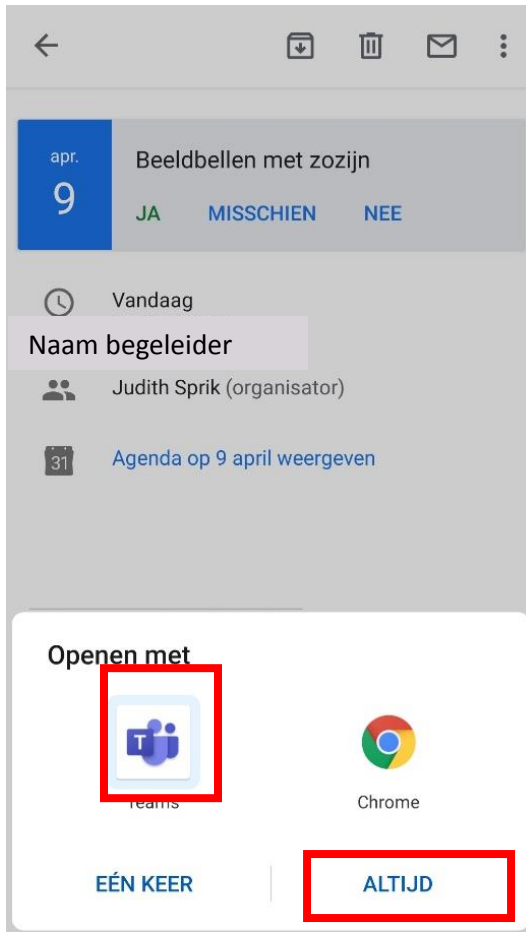 apr.
9
Beeldbellen met zozijn
JA MISSCHIEN NEE
Vandaag
Naam begeleider
Judith Sprik (organisator)
31
Agenda op 9 april weergeven
Openen met
T
Teams
Chrome
EÉN KEER
ALTIJD